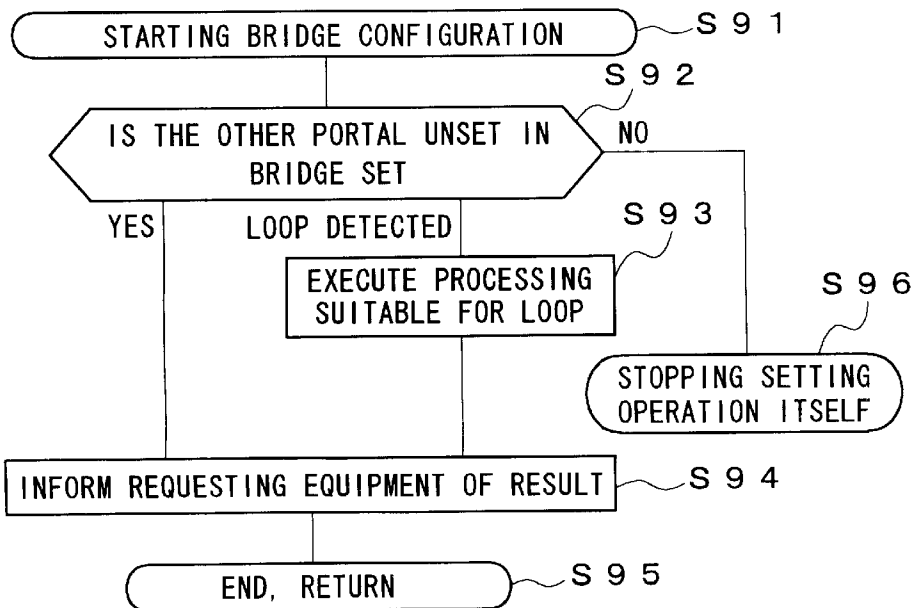 STARTING BRIDGE CONFIGURATION
S91
S92
IS THE OTHER PORTAL UNSET IN
BRIDGE SET
NO
YES
LOOP DETECTED
S93
EXECUTE PROCESSING
SUITABLE FOR LOOP
S96
STOPPING SETTING
OPERATION ITSELF
INFORM REQUESTING EQUIPMENT OF RESULT
S94
END, RETURN
S95